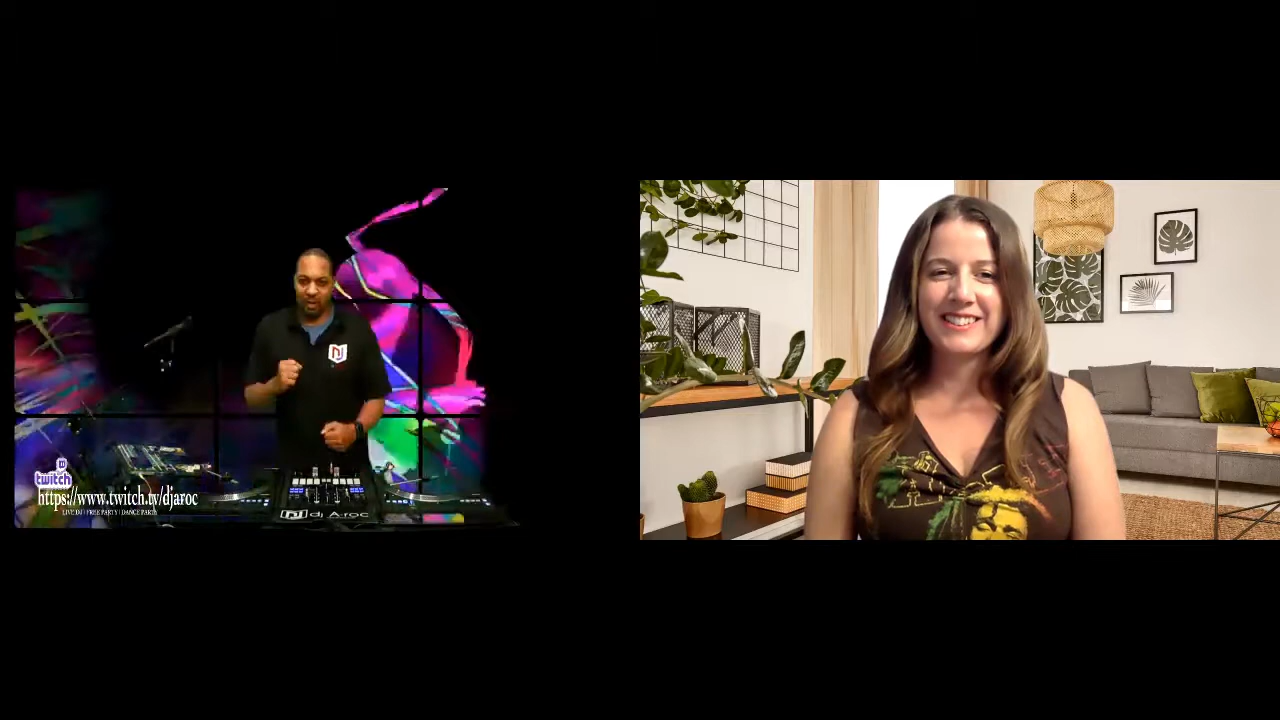 twitch
https://www.twitch.tv/djaroc
LIVE DJ | FREE PARTY | DANCE PARTY
dj A-roc